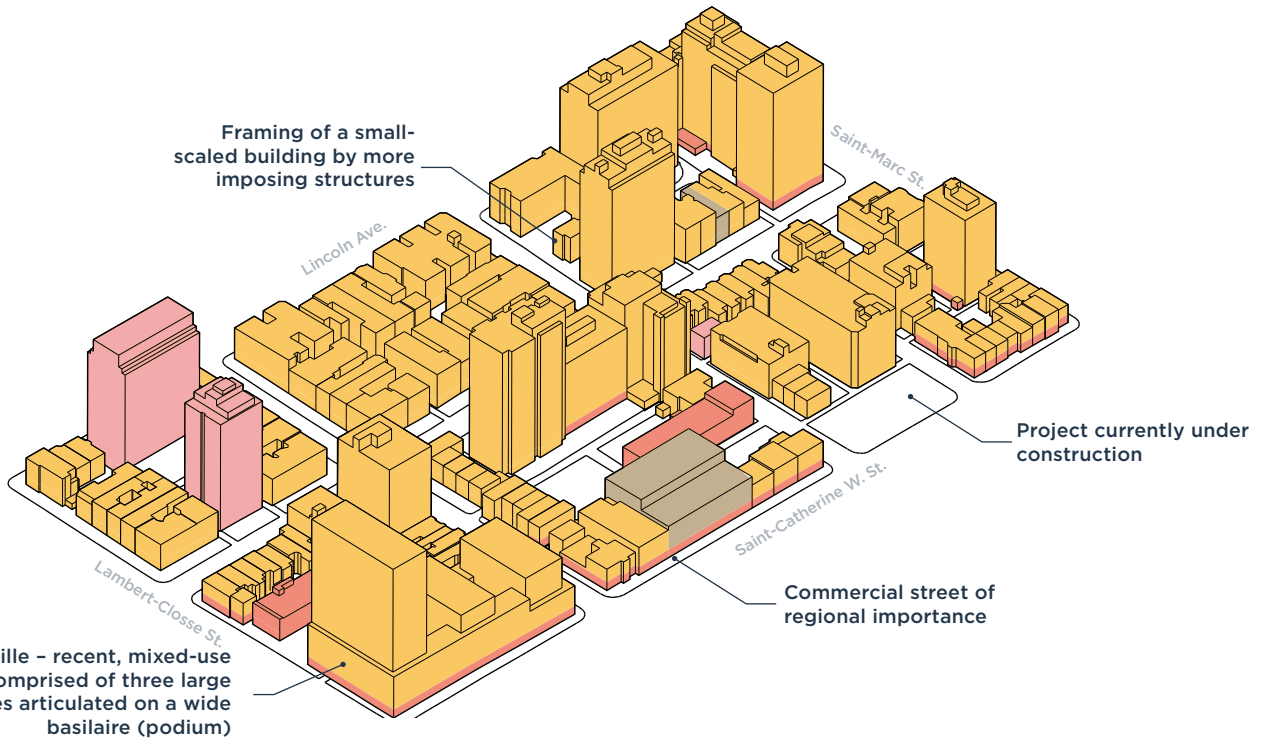 Framing of a small-
scaled building by more
imposing structures
Saint-Marc St.
Lincoln Ave.
Project currently under
construction
Saint-Catherine W. St.
Commercial street of
regional importance
Lambert-Closse St.
– recent, mixed-use
comprised of three large
articulated on a wide
basilaire (podium)